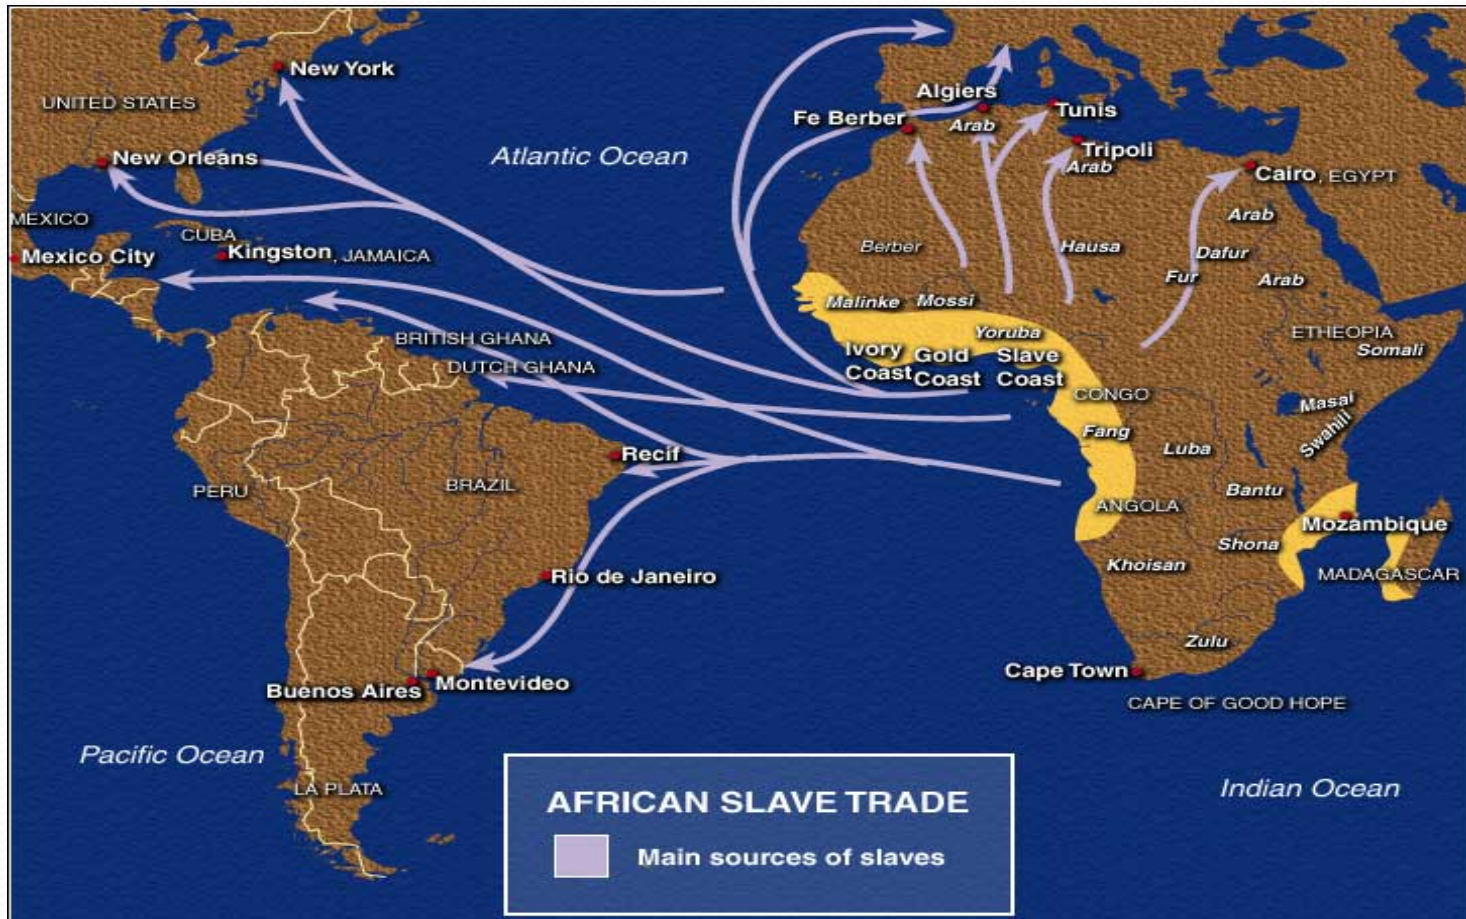 New York
UNITED STATES
New Orleans
Atlantic Ocean
MEXICO
CUBA
Mexico City
Kingston, JAMAICA
BRITISH GHANA
DUTCH GHANA
Recif
PERU
BRAZIL
Rio de Janeiro
Buenos Aires
Montevideo
Pacific Ocean
LA PLATA
Algiers
Fe Berber
Arab
Tunis
Tripoli
Arab
Cairo, EGYPT
Arab
Berber
Hausa
Dafur
Fur
Arab
Malinke
Mossi
Yoruba
ETHEOPIA
Somali
Ivory
Coast
Gold
Coast
Slave
Coast
CONGO
Masai
Swahili
Fang
Luba
Bantu
ANGOLA
Mozambique
Shona
Khoisan
MADAGASCAR
Zulu
Cape Town
CAPE OF GOOD HOPE
Indian Ocean
AFRICAN SLAVE TRADE
Main sources of slaves